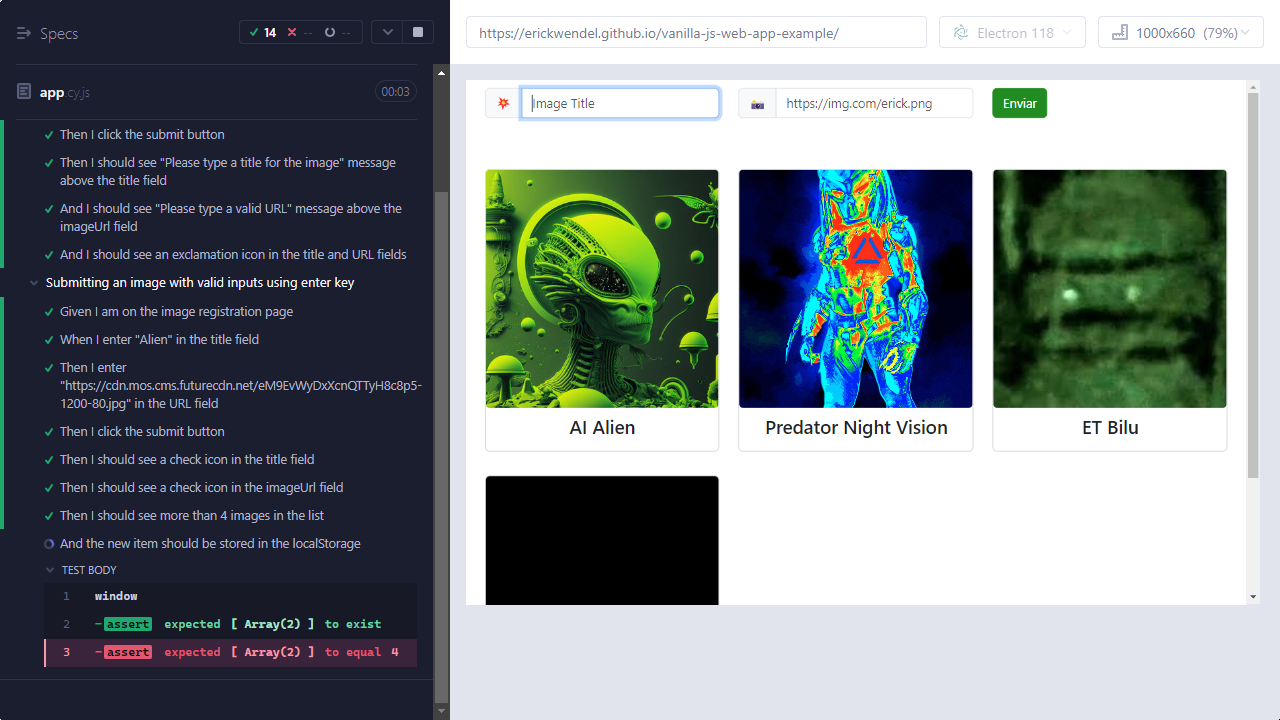 Specs
14
--
--
https://erickwendel.github.io/vanilla-js-web-app-example/
Electron 118
1000x660 (79%)
app.cy.js
00:03
Then I click the submit button
Then I should see "Please type a title for the image" message
above the title field
And I should see "Please type a valid URL" message above the
imageUrl field
And I should see an exclamation icon in the title and URL fields
Submitting an image with valid inputs using enter key
Given I am on the image registration page
When I enter "Alien" in the title field
Then I enter
"https://cdn.mos.cms.futurecdn.net/eM9EvWyDxXcnQTTyH8c8p5-
1200-80.jpg" in the URL field
Then I click the submit button
Then I should see a check icon in the title field
Then I should see a check icon in the imageUrl field
Then I should see more than 4 images in the list
And the new item should be stored in the localStorage
TEST BODY
1 window
2 -assert expected [ Array(2) ] to exist
3 -assert expected [ Array(2) ] to equal 4
Image Title
https://img.com/erick.png
Enviar
AI Alien
Predator Night Vision
ET Bilu